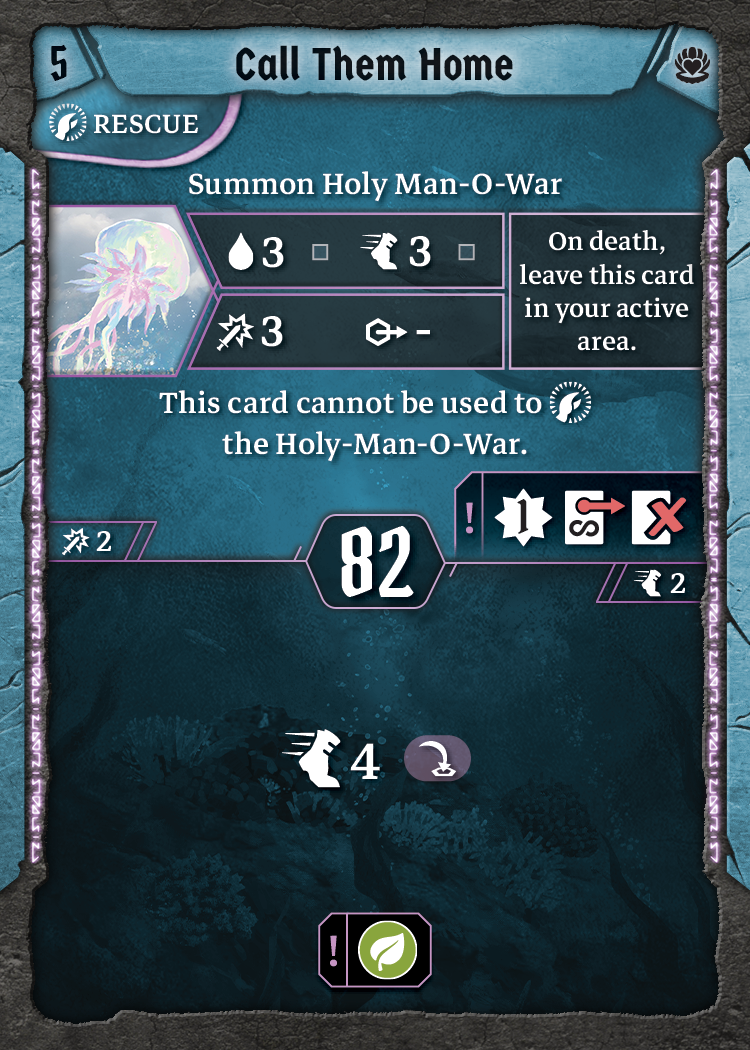 5
Call Them Home
RESCUE
Summon Holy Man-O-War
3
3
3
–
On death,
leave this card
in your active
area.
This card cannot be used to
the Holy-Man-O-War.
! 1 S
2
82
2
4
!